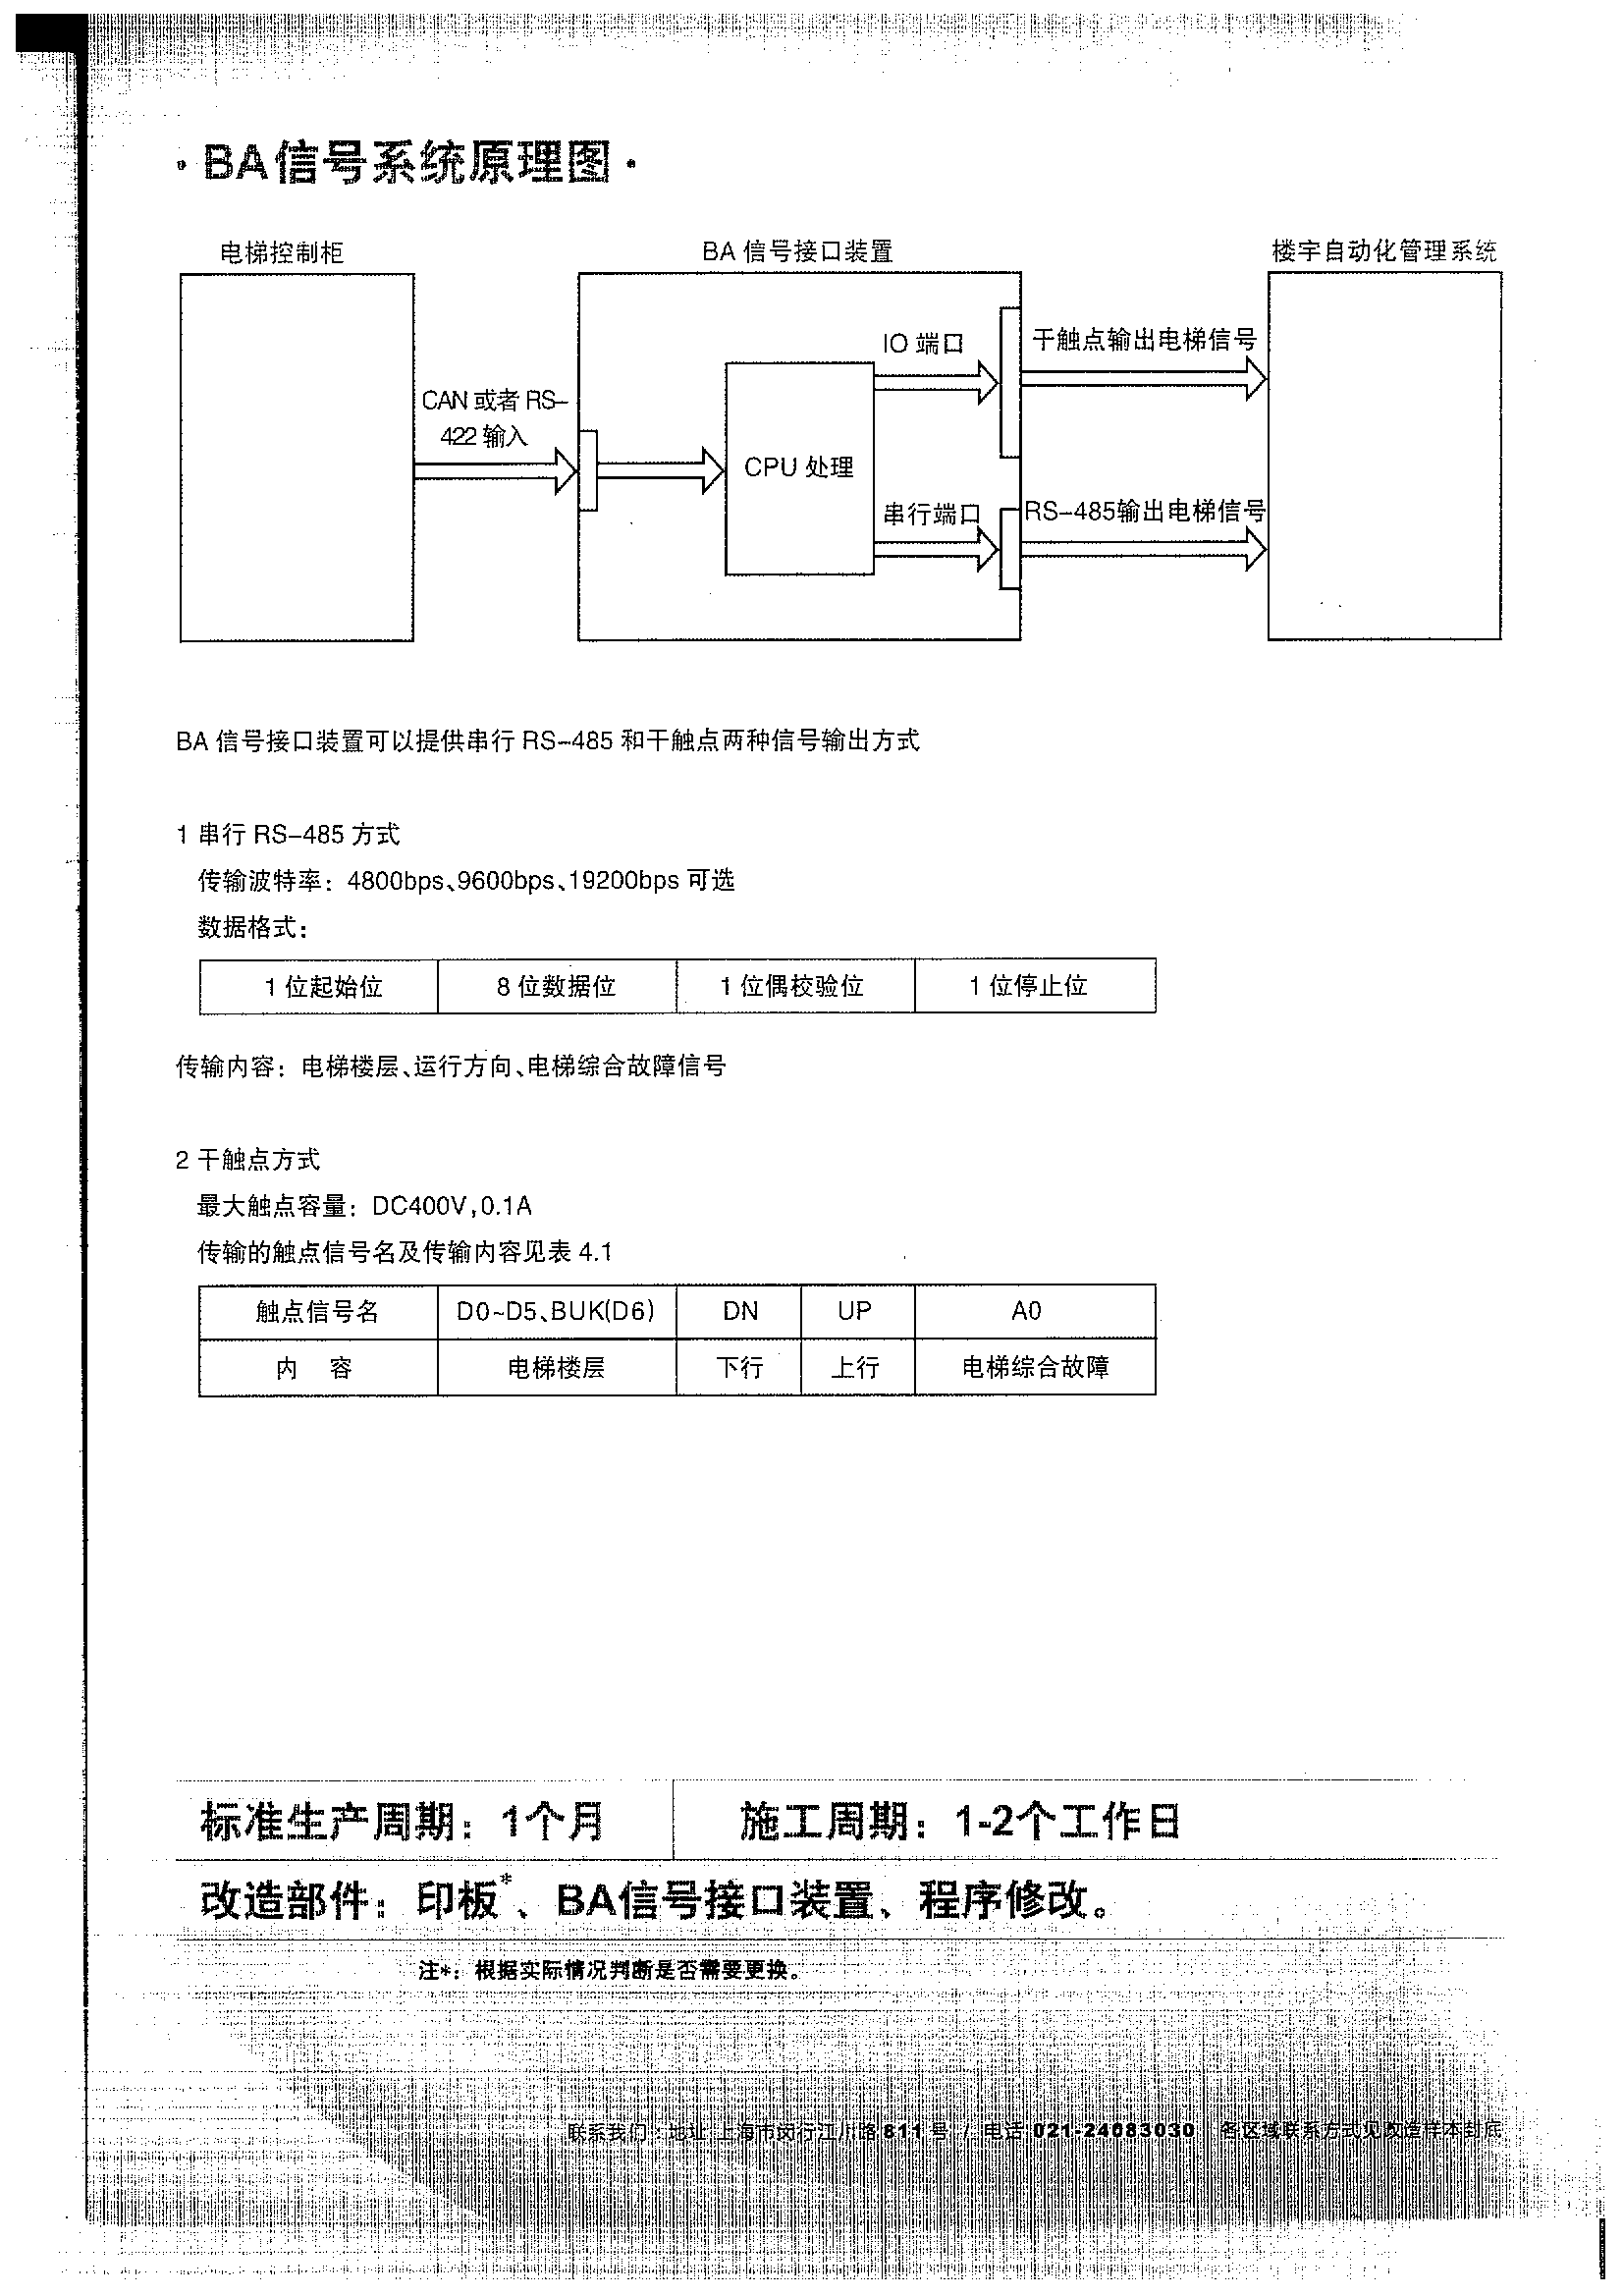 ·BA信号系统原理图·
电梯控制柜
BA 信号接口装置
楼宇自动化管理系统
IO 端口
干触点输出电梯信号
CAN 或者 RS-
422 输入
CPU 处理
串行端口
RS-485输出电梯信号
BA 信号接口装置可以提供串行 RS-485 和干触点两种信号输出方式
1 串行 RS-485 方式
传输波特率：4800bps、9600bps、19200bps 可选
数据格式：
1 位起始位 8 位数据位 1 位偶校验位 1 位停止位
传输内容：电梯楼层、运行方向、电梯综合故障信号
2 干触点方式
最大触点容量：DC400V,0.1A
传输的触点信号名及传输内容见表 4.1
触点信号名 D0~D5、BUK(D6) DN UP A0
内 容 电梯楼层 下行 上行 电梯综合故障
标准生产周期：1个月 施工周期：1-2个工作日
改造部件：印板*、BA信号接口装置、程序修改。
注*：根据实际情况判断是否需要更换。
联系我们：地址 上海市闵行江川路 811 号 / 电话 021-24083030 各区域联系方式见改造样本封底